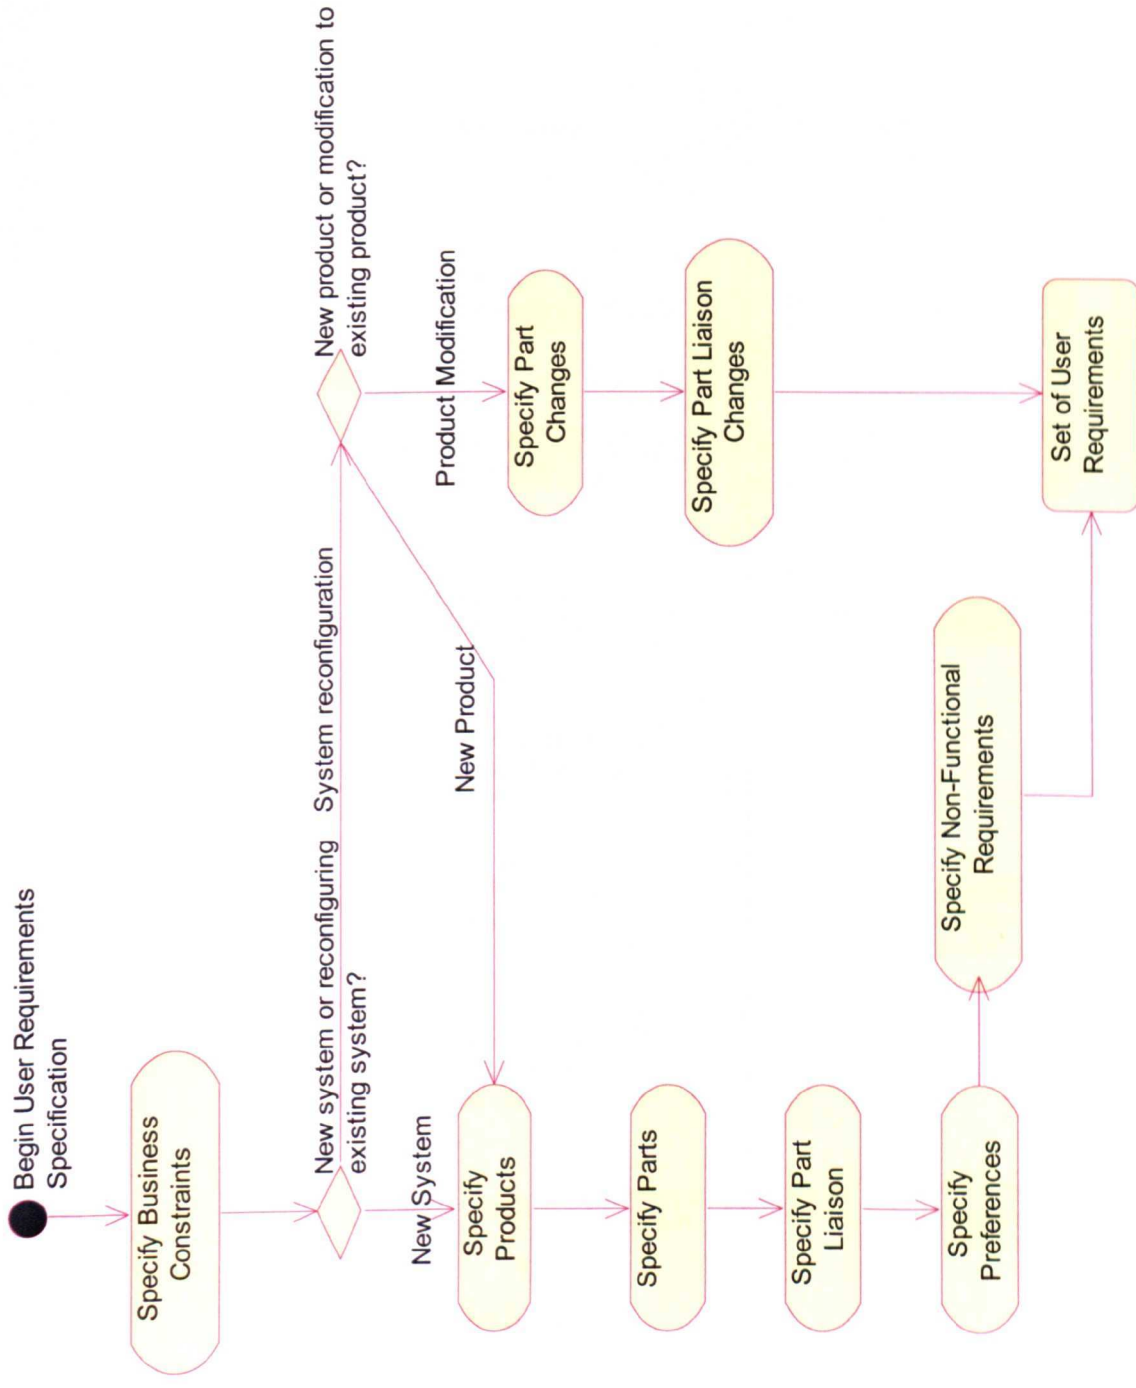 Begin User Requirements
Specification
Specify Business
Constraints
New system or reconfiguring
existing system?
System reconfiguration
New product or modification to
existing product?
New System
New Product
Product Modification
Specify
Products
Specify Part
Changes
Specify Parts
Specify Part Liaison
Changes
Specify Part
Liaison
Specify
Preferences
Specify Non-Functional
Requirements
Set of User
Requirements